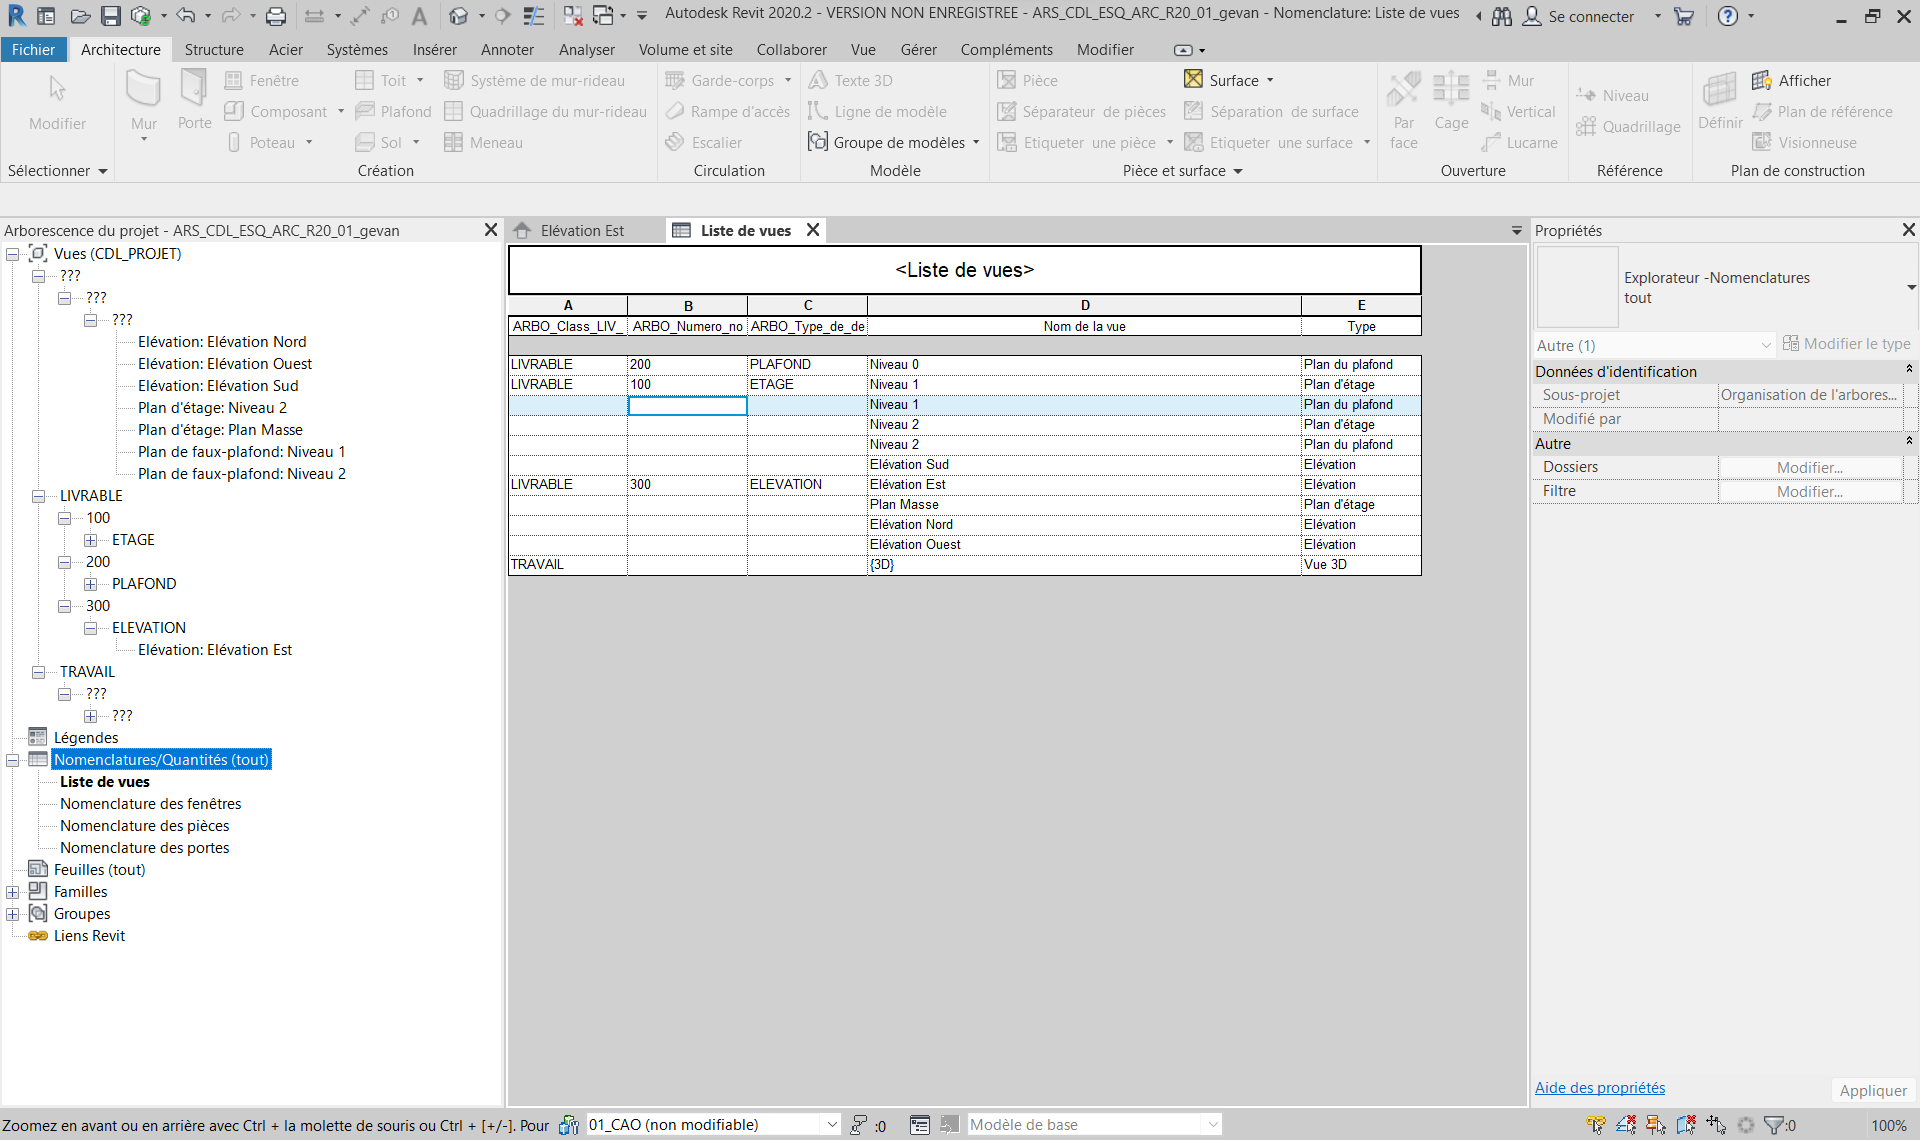 Autodesk Revit 2020.2 - VERSION NON ENREGISTREE - ARS_CDL_ESQ_ARC_R20_01_gevan - Nomenclature: Liste de vues
Se connecter
Fichier Architecture Structure Acier Systèmes Insérer Annoter Analyser Volume et site Collaborer Vue Gérer Compléments Modifier
Modifier
Sélectionner
Mur
Porte
Fenêtre
Composant
Poteau
Toit
Plafond
Sol
Système de mur-rideau
Quadrillage du mur-rideau
Meneau
Création
Garde-corps
Rampe d'accès
Escalier
Circulation
Texte 3D
Ligne de modèle
Groupe de modèles
Modèle
Pièce
Séparateur de pièces
Etiqueter une pièce
Surface
Séparation de surface
Etiqueter une surface
Pièce et surface
Par face
Cage
Mur
Vertical
Lucarne
Ouverture
Niveau
Quadrillage
Référence
Définir
Afficher
Plan de référence
Visionneuse
Plan de construction
Arborescence du projet - ARS_CDL_ESQ_ARC_R20_01_gevan
Vues (CDL_PROJET)
???
???
???
Elévation: Elévation Nord
Elévation: Elévation Ouest
Elévation: Elévation Sud
Plan d'étage: Niveau 2
Plan d'étage: Plan Masse
Plan de faux-plafond: Niveau 1
Plan de faux-plafond: Niveau 2
LIVRABLE
100
ETAGE
200
PLAFOND
300
ELEVATION
Elévation: Elévation Est
TRAVAIL
???
???
Légendes
Nomenclatures/Quantités (tout)
Liste de vues
Nomenclature des fenêtres
Nomenclature des pièces
Nomenclature des portes
Feuilles (tout)
Familles
Groupes
Liens Revit
Elévation Est
Liste de vues
<Liste de vues>
A B C D E
ARBO_Class_LIV_ ARBO_Numero_no ARBO_Type_de_de Nom de la vue Type
LIVRABLE 200 PLAFOND Niveau 0 Plan du plafond
LIVRABLE 100 ETAGE Niveau 1 Plan d'étage
Niveau 1 Plan du plafond
Niveau 2 Plan d'étage
Niveau 2 Plan du plafond
Elévation Sud Elévation
LIVRABLE 300 ELEVATION Elévation Est Elévation
Plan Masse Plan d'étage
Elévation Nord Elévation
Elévation Ouest Elévation
TRAVAIL {3D} Vue 3D
Propriétés
Explorateur -Nomenclatures
tout
Autre (1) Modifier le type
Données d'identification
Sous-projet Organisation de l'arbores...
Modifié par
Autre
Dossiers Modifier...
Filtre Modifier...
Aide des propriétés Appliquer
Zoomez en avant ou en arrière avec Ctrl + la molette de souris ou Ctrl + [+/-]. Pour 01_CAO (non modifiable) :0 Modèle de base :0 100%